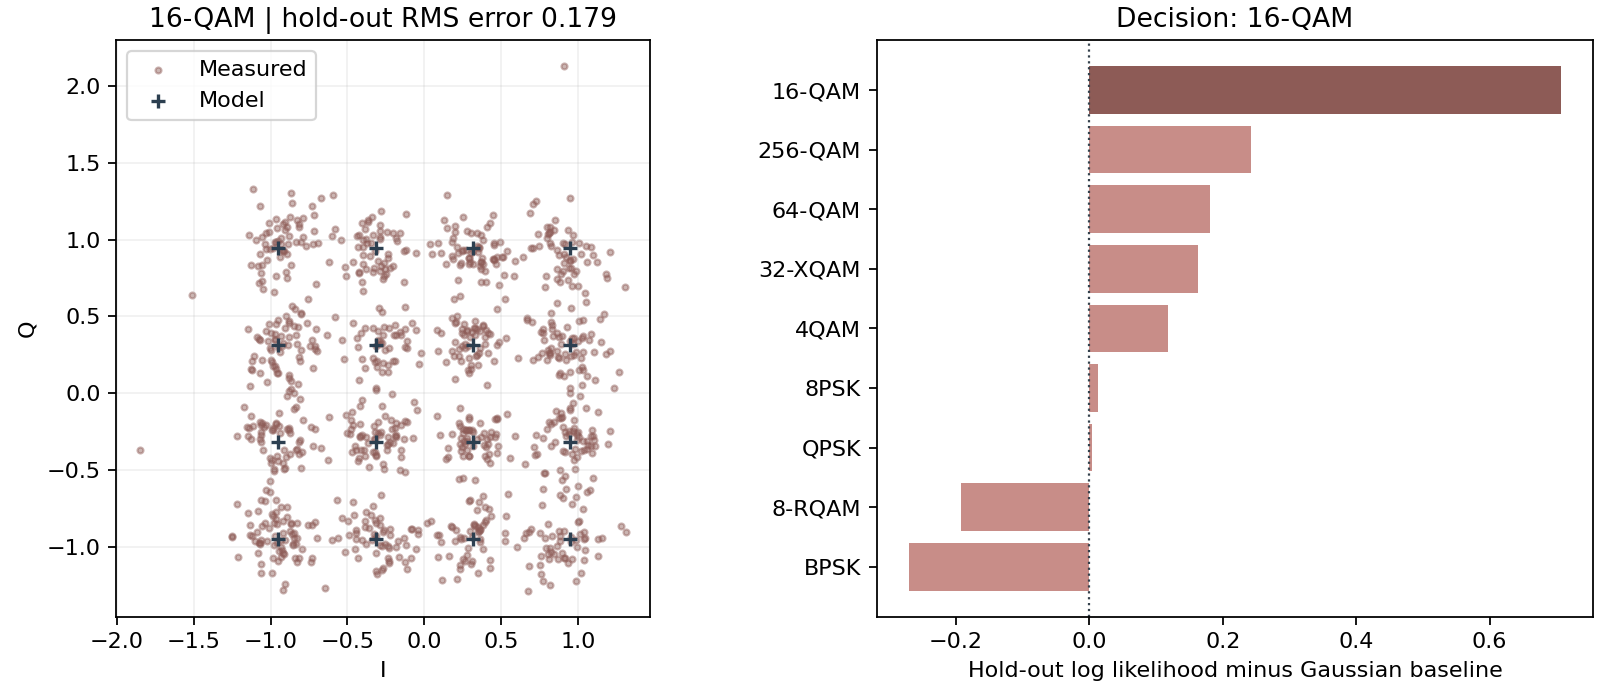 16-QAM | hold-out RMS error 0.179
Measured
Model
2.0
1.5
1.0
0.5
0.0
−0.5
−1.0
Q
−2.0
−1.5
−1.0
−0.5
0.0
0.5
1.0
I
Decision: 16-QAM
16-QAM
256-QAM
64-QAM
32-XQAM
4QAM
8PSK
QPSK
8-RQAM
BPSK
−0.2
0.0
0.2
0.4
0.6
Hold-out log likelihood minus Gaussian baseline